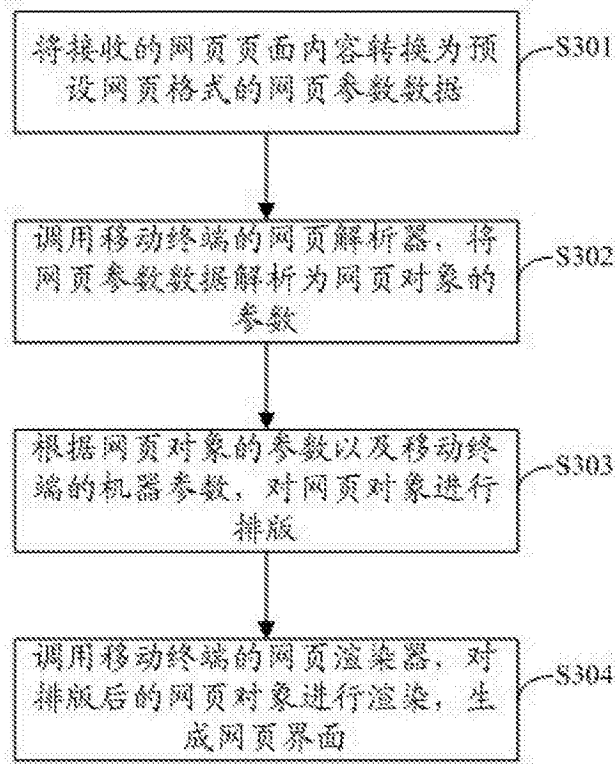 将接收的网页页面内容转换为预
设网页格式的网页参数数据
S301
调用移动终端的网页解析器，将
网页参数数据解析为网页对象的
参数
S302
根据网页对象的参数以及移动终
端的机器参数，对网页对象进行
排版
S303
调用移动终端的网页渲染器，对
排版后的网页对象进行渲染，生
成网页界面
S304